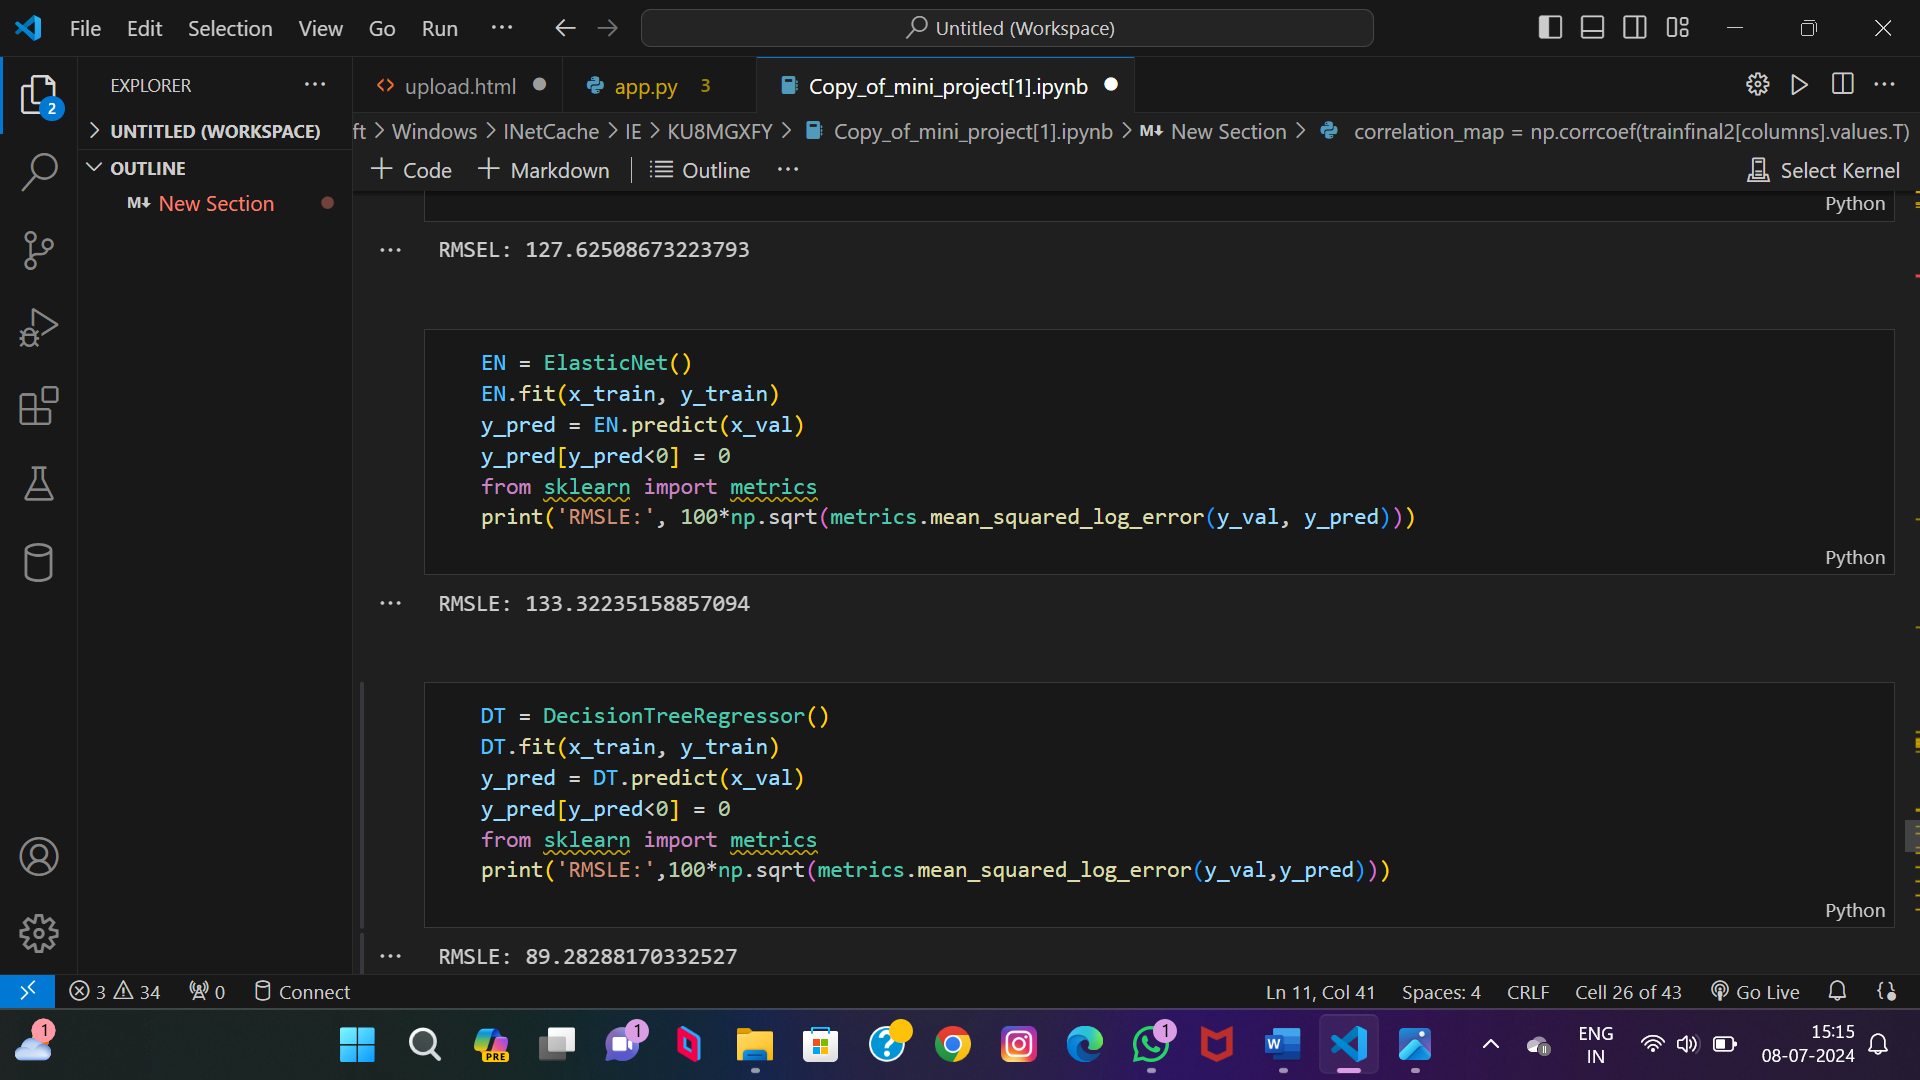 File Edit Selection View Go Run ··· Untitled (Workspace)
EXPLORER ··· <> upload.html app.py 3 Copy_of_mini_project[1].ipynb ···
2
UNTITLED (WORKSPACE) ft > Windows > INetCache > IE > KU8MGXFY > Copy_of_mini_project[1].ipynb > M↓ New Section > correlation_map = np.corrcoef(trainfinal2[columns].values.T)
OUTLINE + Code + Markdown | Outline ··· Select Kernel
M↓ New Section
Python
··· RMSEL: 127.62508673223793
EN = ElasticNet()
EN.fit(x_train, y_train)
y_pred = EN.predict(x_val)
y_pred[y_pred<0] = 0
from sklearn import metrics
print('RMSLE:', 100*np.sqrt(metrics.mean_squared_log_error(y_val, y_pred)))
Python
··· RMSLE: 133.32235158857094
DT = DecisionTreeRegressor()
DT.fit(x_train, y_train)
y_pred = DT.predict(x_val)
y_pred[y_pred<0] = 0
from sklearn import metrics
print('RMSLE:',100*np.sqrt(metrics.mean_squared_log_error(y_val,y_pred)))
Python
··· RMSLE: 89.28288170332527
3 34 0 Connect Ln 11, Col 41 Spaces: 4 CRLF Cell 26 of 43 Go Live
1 PRE 1 1 W ENG
IN
15:15
08-07-2024